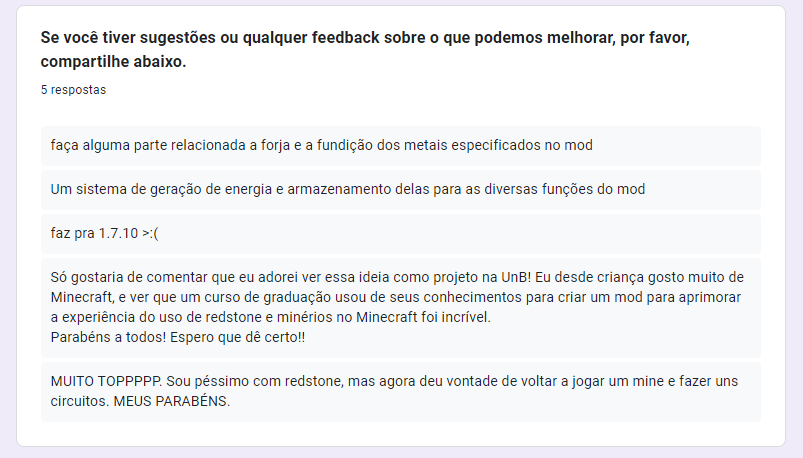 Se você tiver sugestões ou qualquer feedback sobre o que podemos melhorar, por favor,
compartilhe abaixo.
5 respostas
faça alguma parte relacionada a forja e a fundição dos metais especificados no mod
Um sistema de geração de energia e armazenamento delas para as diversas funções do mod
faz pra 1.7.10 >:(
Só gostaria de comentar que eu adorei ver essa ideia como projeto na UnB! Eu desde criança gosto muito de
Minecraft, e ver que um curso de graduação usou de seus conhecimentos para criar um mod para aprimorar
a experiência do uso de redstone e minérios no Minecraft foi incrível.
Parabéns a todos! Espero que dê certo!!
MUITO TOPPPPP. Sou péssimo com redstone, mas agora deu vontade de voltar a jogar um mine e fazer uns
circuitos. MEUS PARABÉNS.